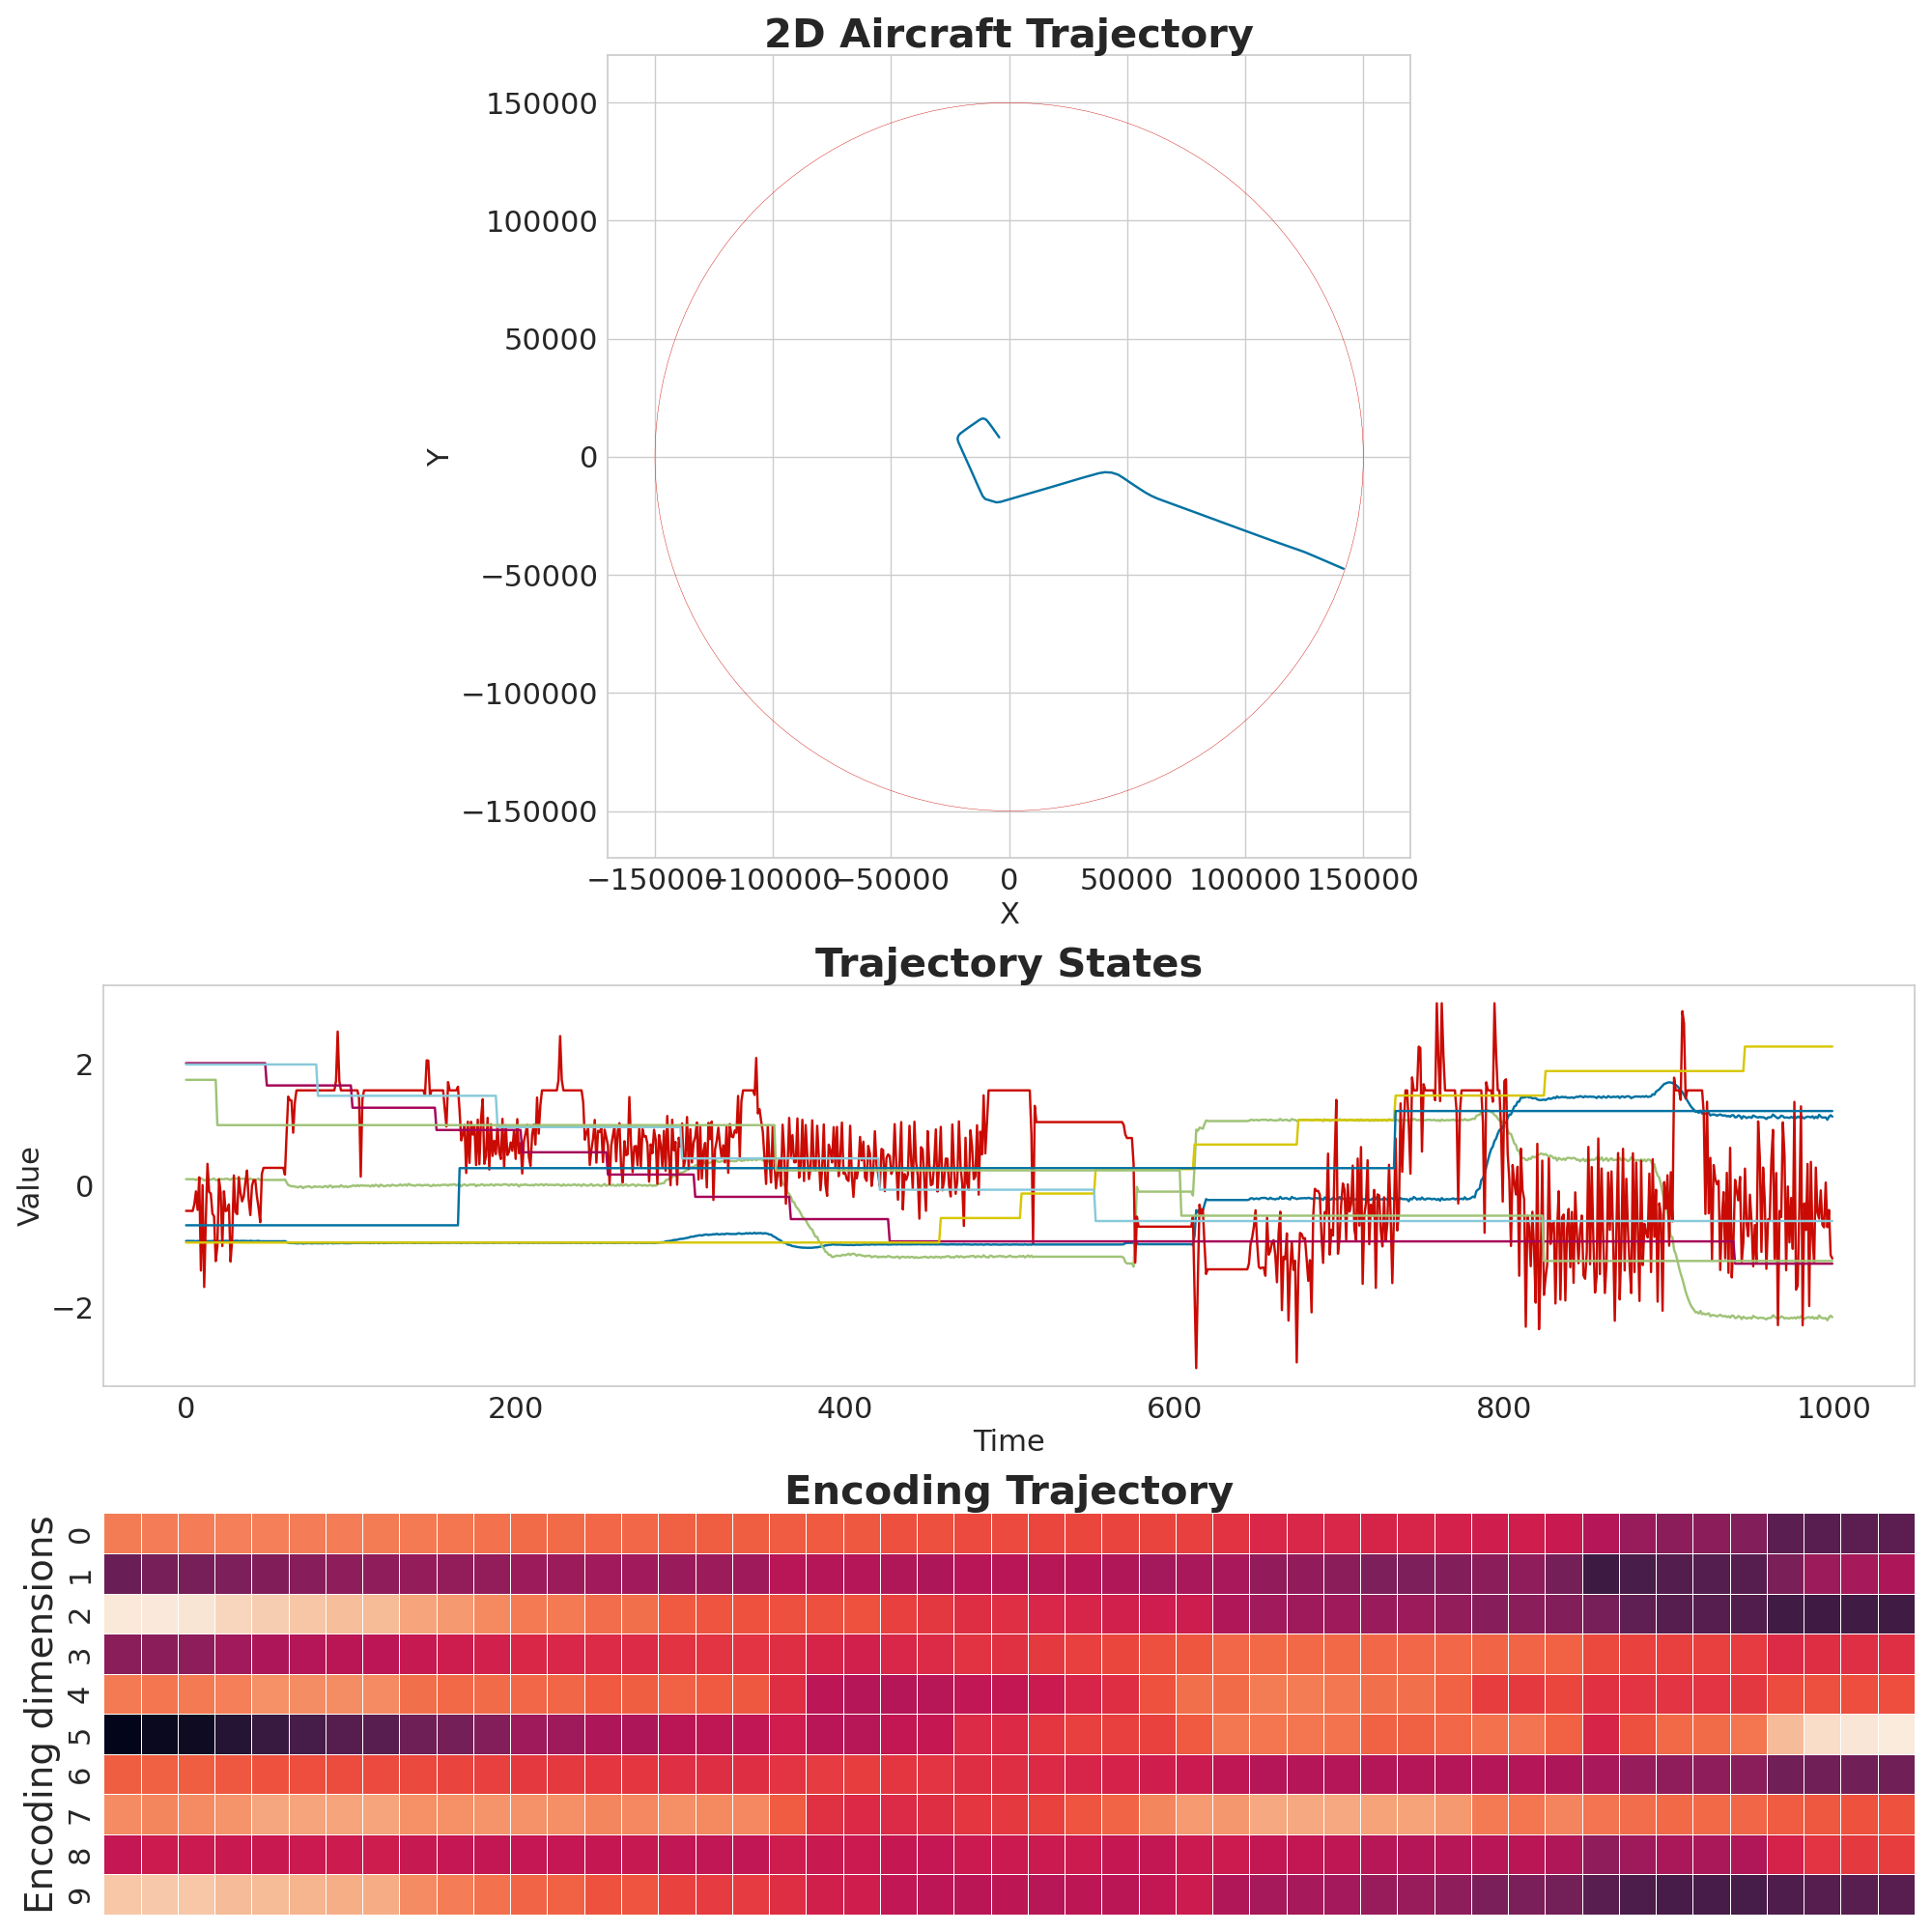 2D Aircraft Trajectory
150000
100000
50000
0
−50000
−100000
−150000
Y
−150000 −100000 −50000 0 50000 100000 150000
X
Trajectory States
2
0
−2
Value
0 200 400 600 800 1000
Time
Encoding Trajectory
Encoding dimensions
0
1
2
3
4
5
6
7
8
9